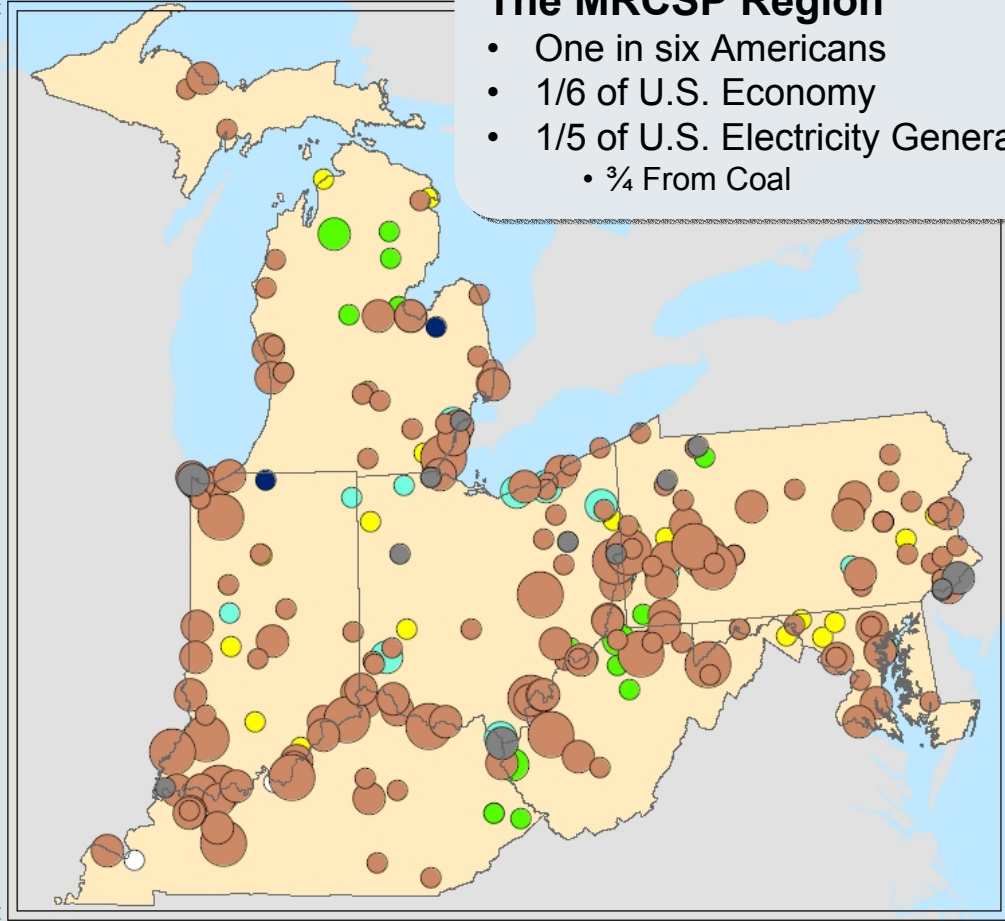 The MRCSP Region
• One in six Americans
• 1/6 of U.S. Economy
• 1/5 of U.S. Electricity Genera
• ¾ From Coal